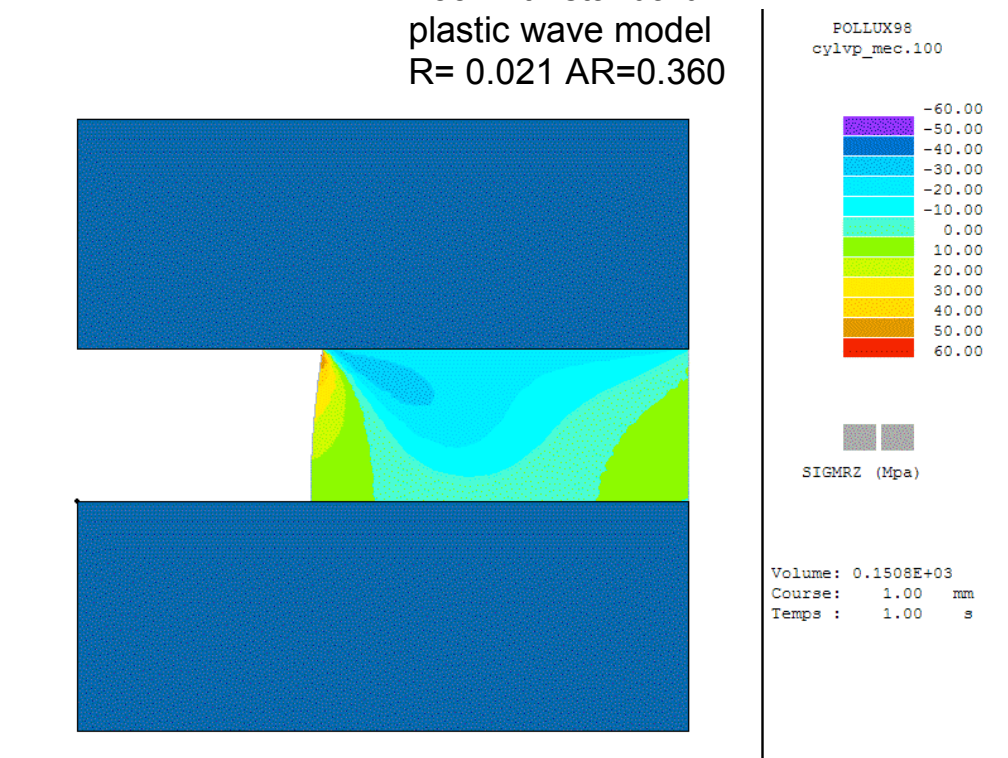 plastic wave model
R= 0.021 AR=0.360
POLLUX98
cylvp_mec.100
-60.00
-50.00
-40.00
-30.00
-20.00
-10.00
0.00
10.00
20.00
30.00
40.00
50.00
60.00
SIGMRZ (Mpa)
Volume: 0.1508E+03
Course: 1.00 mm
Temps : 1.00 s